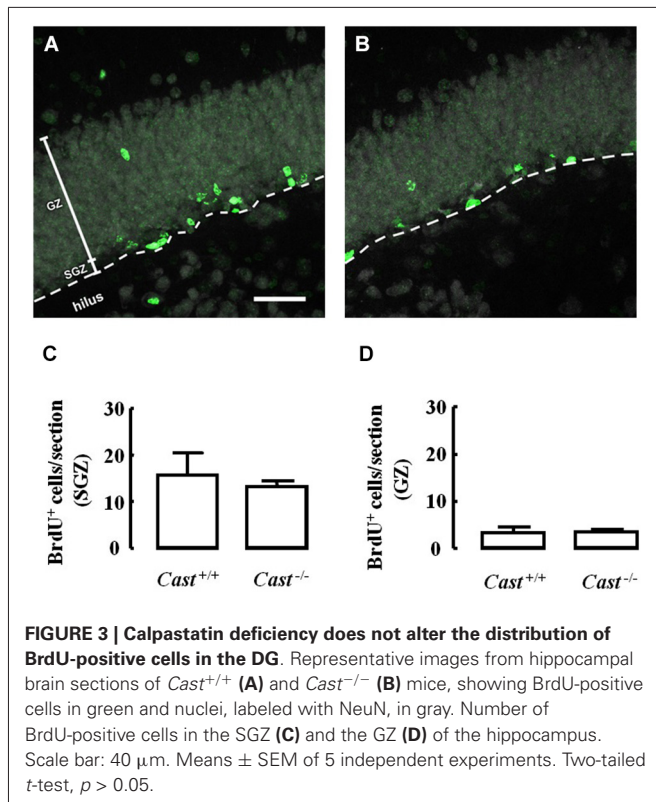 A
B
GZ
SGZ
hilus
C
D
BrdU⁺ cells/section
(SGZ)
30
20
10
0
Cast⁺/⁺
Cast⁻/⁻
BrdU⁺ cells/section
(GZ)
30
20
10
0
Cast⁺/⁺
Cast⁻/⁻
FIGURE 3 | Calpastatin deficiency does not alter the distribution of
BrdU-positive cells in the DG. Representative images from hippocampal
brain sections of Cast⁺/⁺ (A) and Cast⁻/⁻ (B) mice, showing BrdU-positive
cells in green and nuclei, labeled with NeuN, in gray. Number of
BrdU-positive cells in the SGZ (C) and the GZ (D) of the hippocampus.
Scale bar: 40 μm. Means ± SEM of 5 independent experiments. Two-tailed
t-test, p > 0.05.